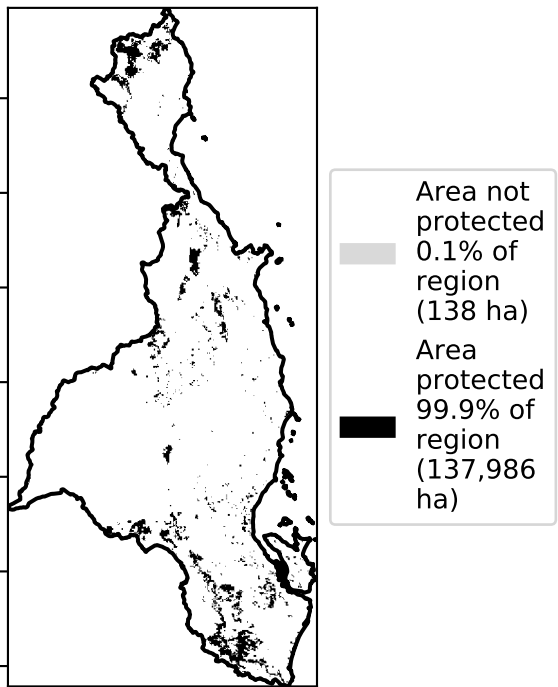 Area not
protected
0.1% of
region
(138 ha)
Area
protected
99.9% of
region
(137,986
ha)